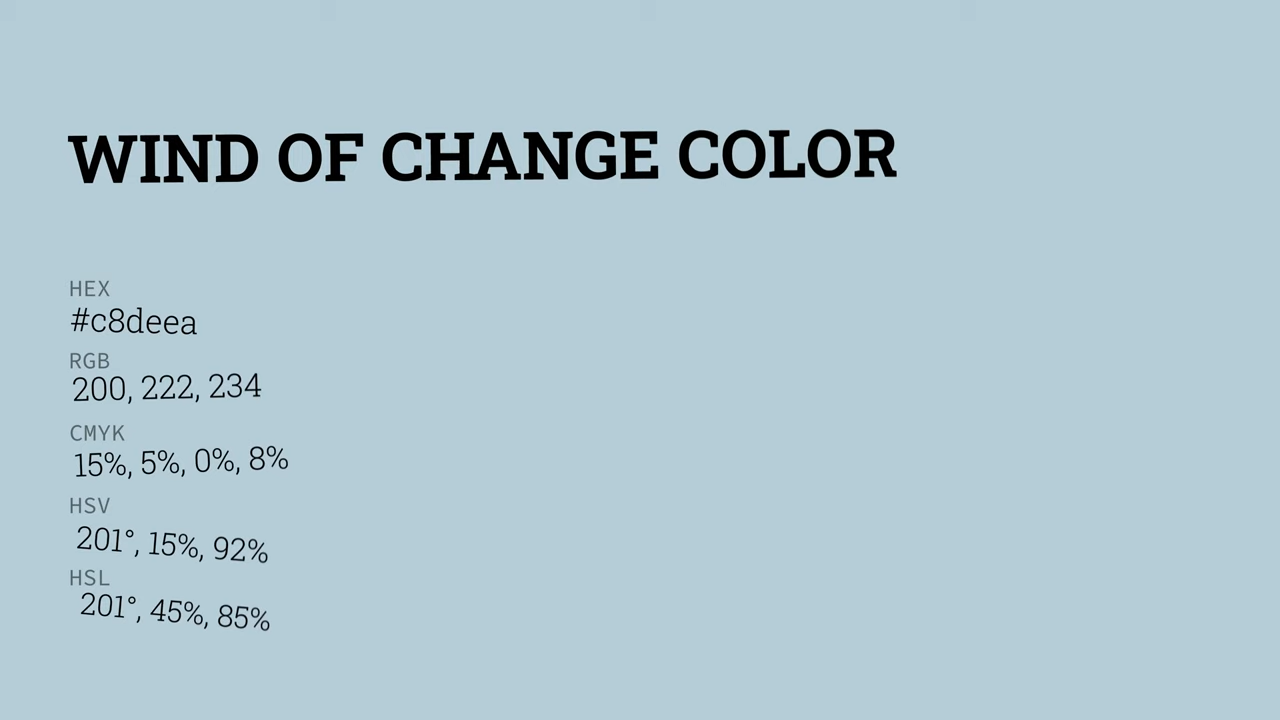 WIND OF CHANGE COLOR
HEX
#c8deea
RGB
200, 222, 234
CMYK
15%, 5%, 0%, 8%
HSV
201°, 15%, 92%
HSL
201°, 45%, 85%